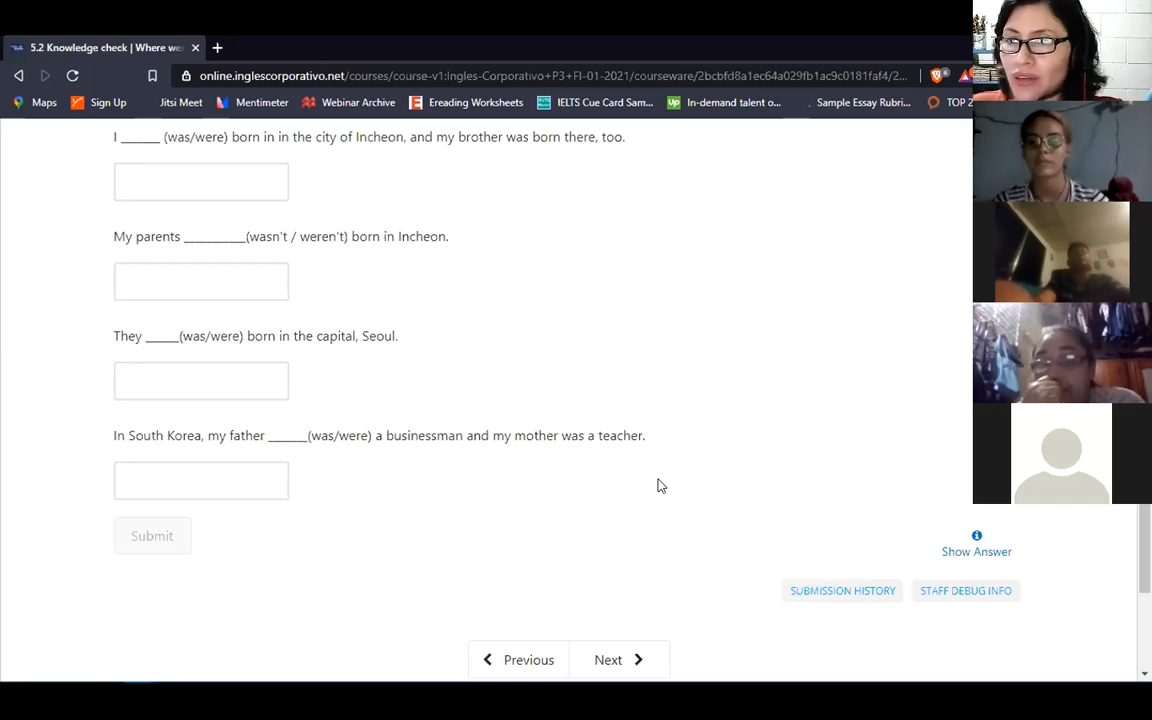 5.2 Knowledge check | Where we
online.inglescorporativo.net/courses/course-v1:Ingles-Corporativo+P3+FI-01-2021/courseware/2bcbfd8a1ec64a029fb1ac9c0181faf4/2...
Maps Sign Up Jitsi Meet Mentimeter Webinar Archive Ereading Worksheets IELTS Cue Card Sam... In-demand talent o... Sample Essay Rubri... TOP 2
I _______ (was/were) born in in the city of Incheon, and my brother was born there, too.
My parents ___________(wasn't / weren't) born in Incheon.
They ______(was/were) born in the capital, Seoul.
In South Korea, my father _______(was/were) a businessman and my mother was a teacher.
Submit
Show Answer
SUBMISSION HISTORY STAFF DEBUG INFO
Previous Next